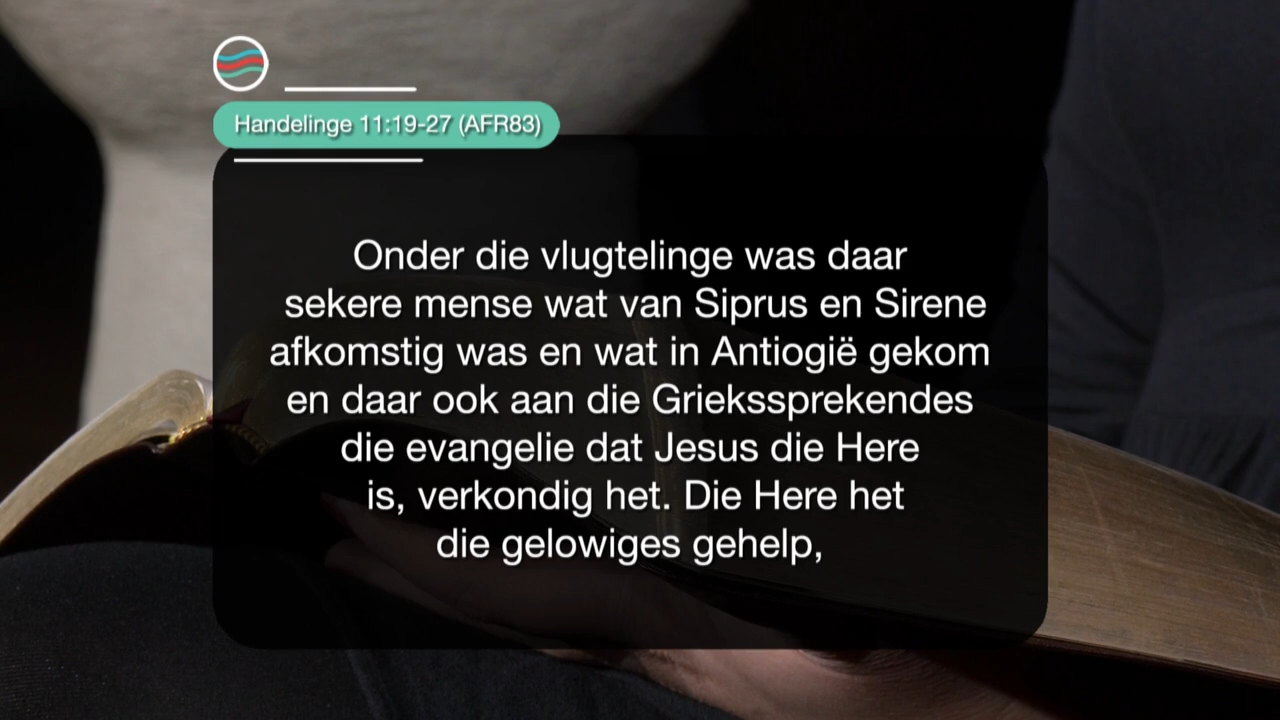 Handelinge 11:19-27 (AFR83)
Onder die vlugtelinge was daar
sekere mense wat van Siprus en Sirene
afkomstig was en wat in Antiogië gekom
en daar ook aan die Griekssprekendes
die evangelie dat Jesus die Here
is, verkondig het. Die Here het
die gelowiges gehelp,